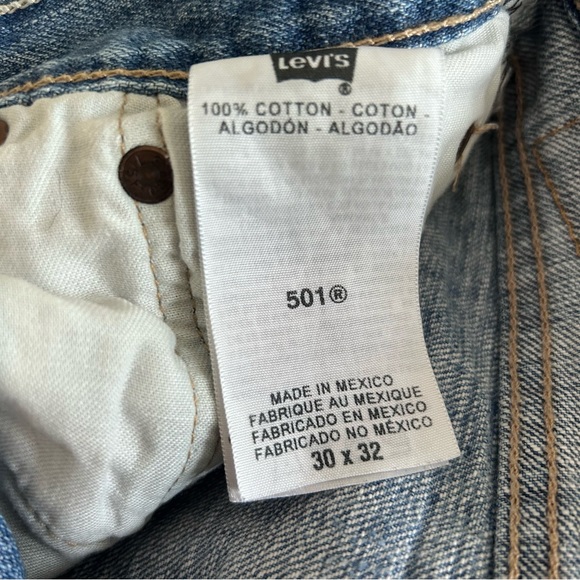 Levi's
®
100% COTTON - COTON -
ALGODÓN - ALGODÃO
501®
MADE IN MEXICO
FABRIQUE AU MEXIQUE
FABRICADO EN MEXICO
FABRICADO NO MÉXICO
30 x 32